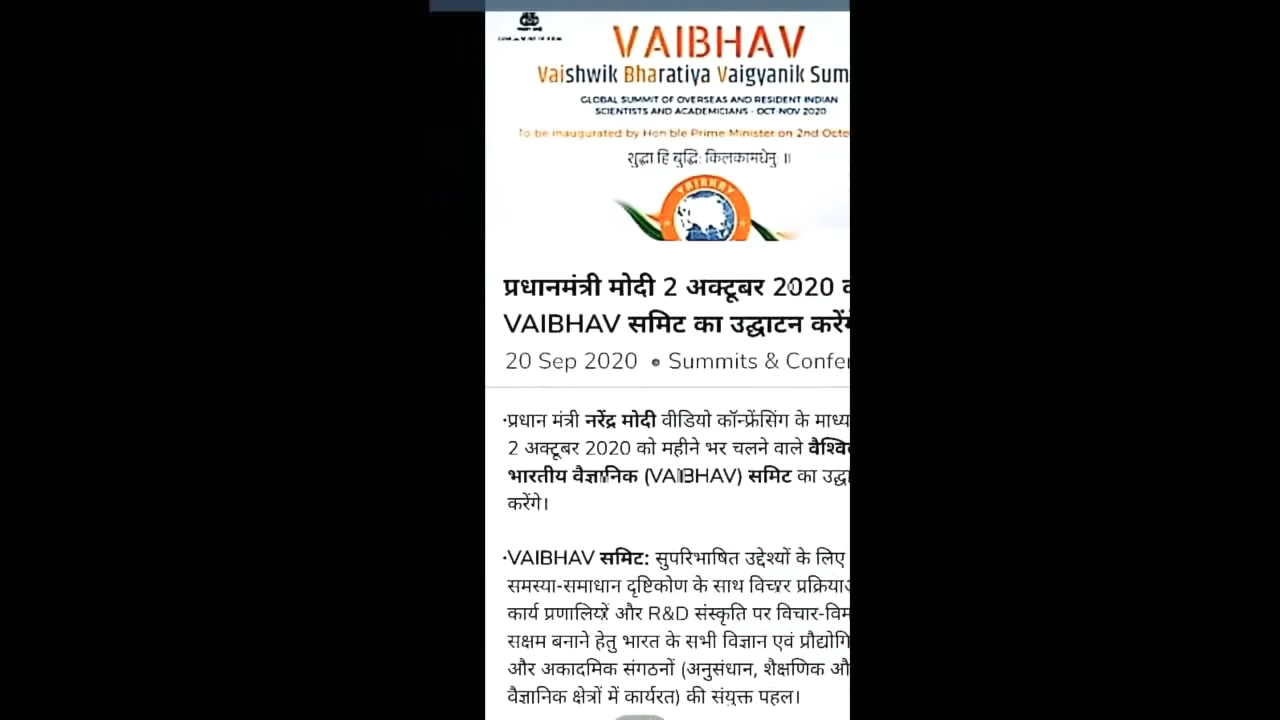 VAIBHAV
Vaishwik Bharatiya Vaigyanik Sum
GLOBAL SUMMIT OF OVERSEAS AND RESIDENT INDIAN
SCIENTISTS AND ACADEMICIANS - OCT-NOV 2020
To be inaugurated by Hon'ble Prime Minister on 2nd Octo
शुद्धा हि बुद्धि: किलकामधेनु: ॥
VAIBHAV
प्रधानमंत्री मोदी 2 अक्टूबर 2020
VAIBHAV समिट का उद्घाटन करेंगे
20 Sep 2020 • Summits & Confer
·प्रधान मंत्री नरेंद्र मोदी वीडियो कॉन्फ्रेंसिंग के माध्य
2 अक्टूबर 2020 को महीने भर चलने वाले वैश्वि
भारतीय वैज्ञानिक (VAIBHAV) समिट का उद्घा
करेंगे।
·VAIBHAV समिट: सुपरिभाषित उद्देश्यों के लिए
समस्या-समाधान दृष्टिकोण के साथ विचार प्रक्रियाअ
कार्य प्रणालियों और R&D संस्कृति पर विचार-विम
सक्षम बनाने हेतु भारत के सभी विज्ञान एवं प्रौद्योगि
और अकादमिक संगठनों (अनुसंधान, शैक्षणिक औ
वैज्ञानिक क्षेत्रों में कार्यरत) की संयुक्त पहल।